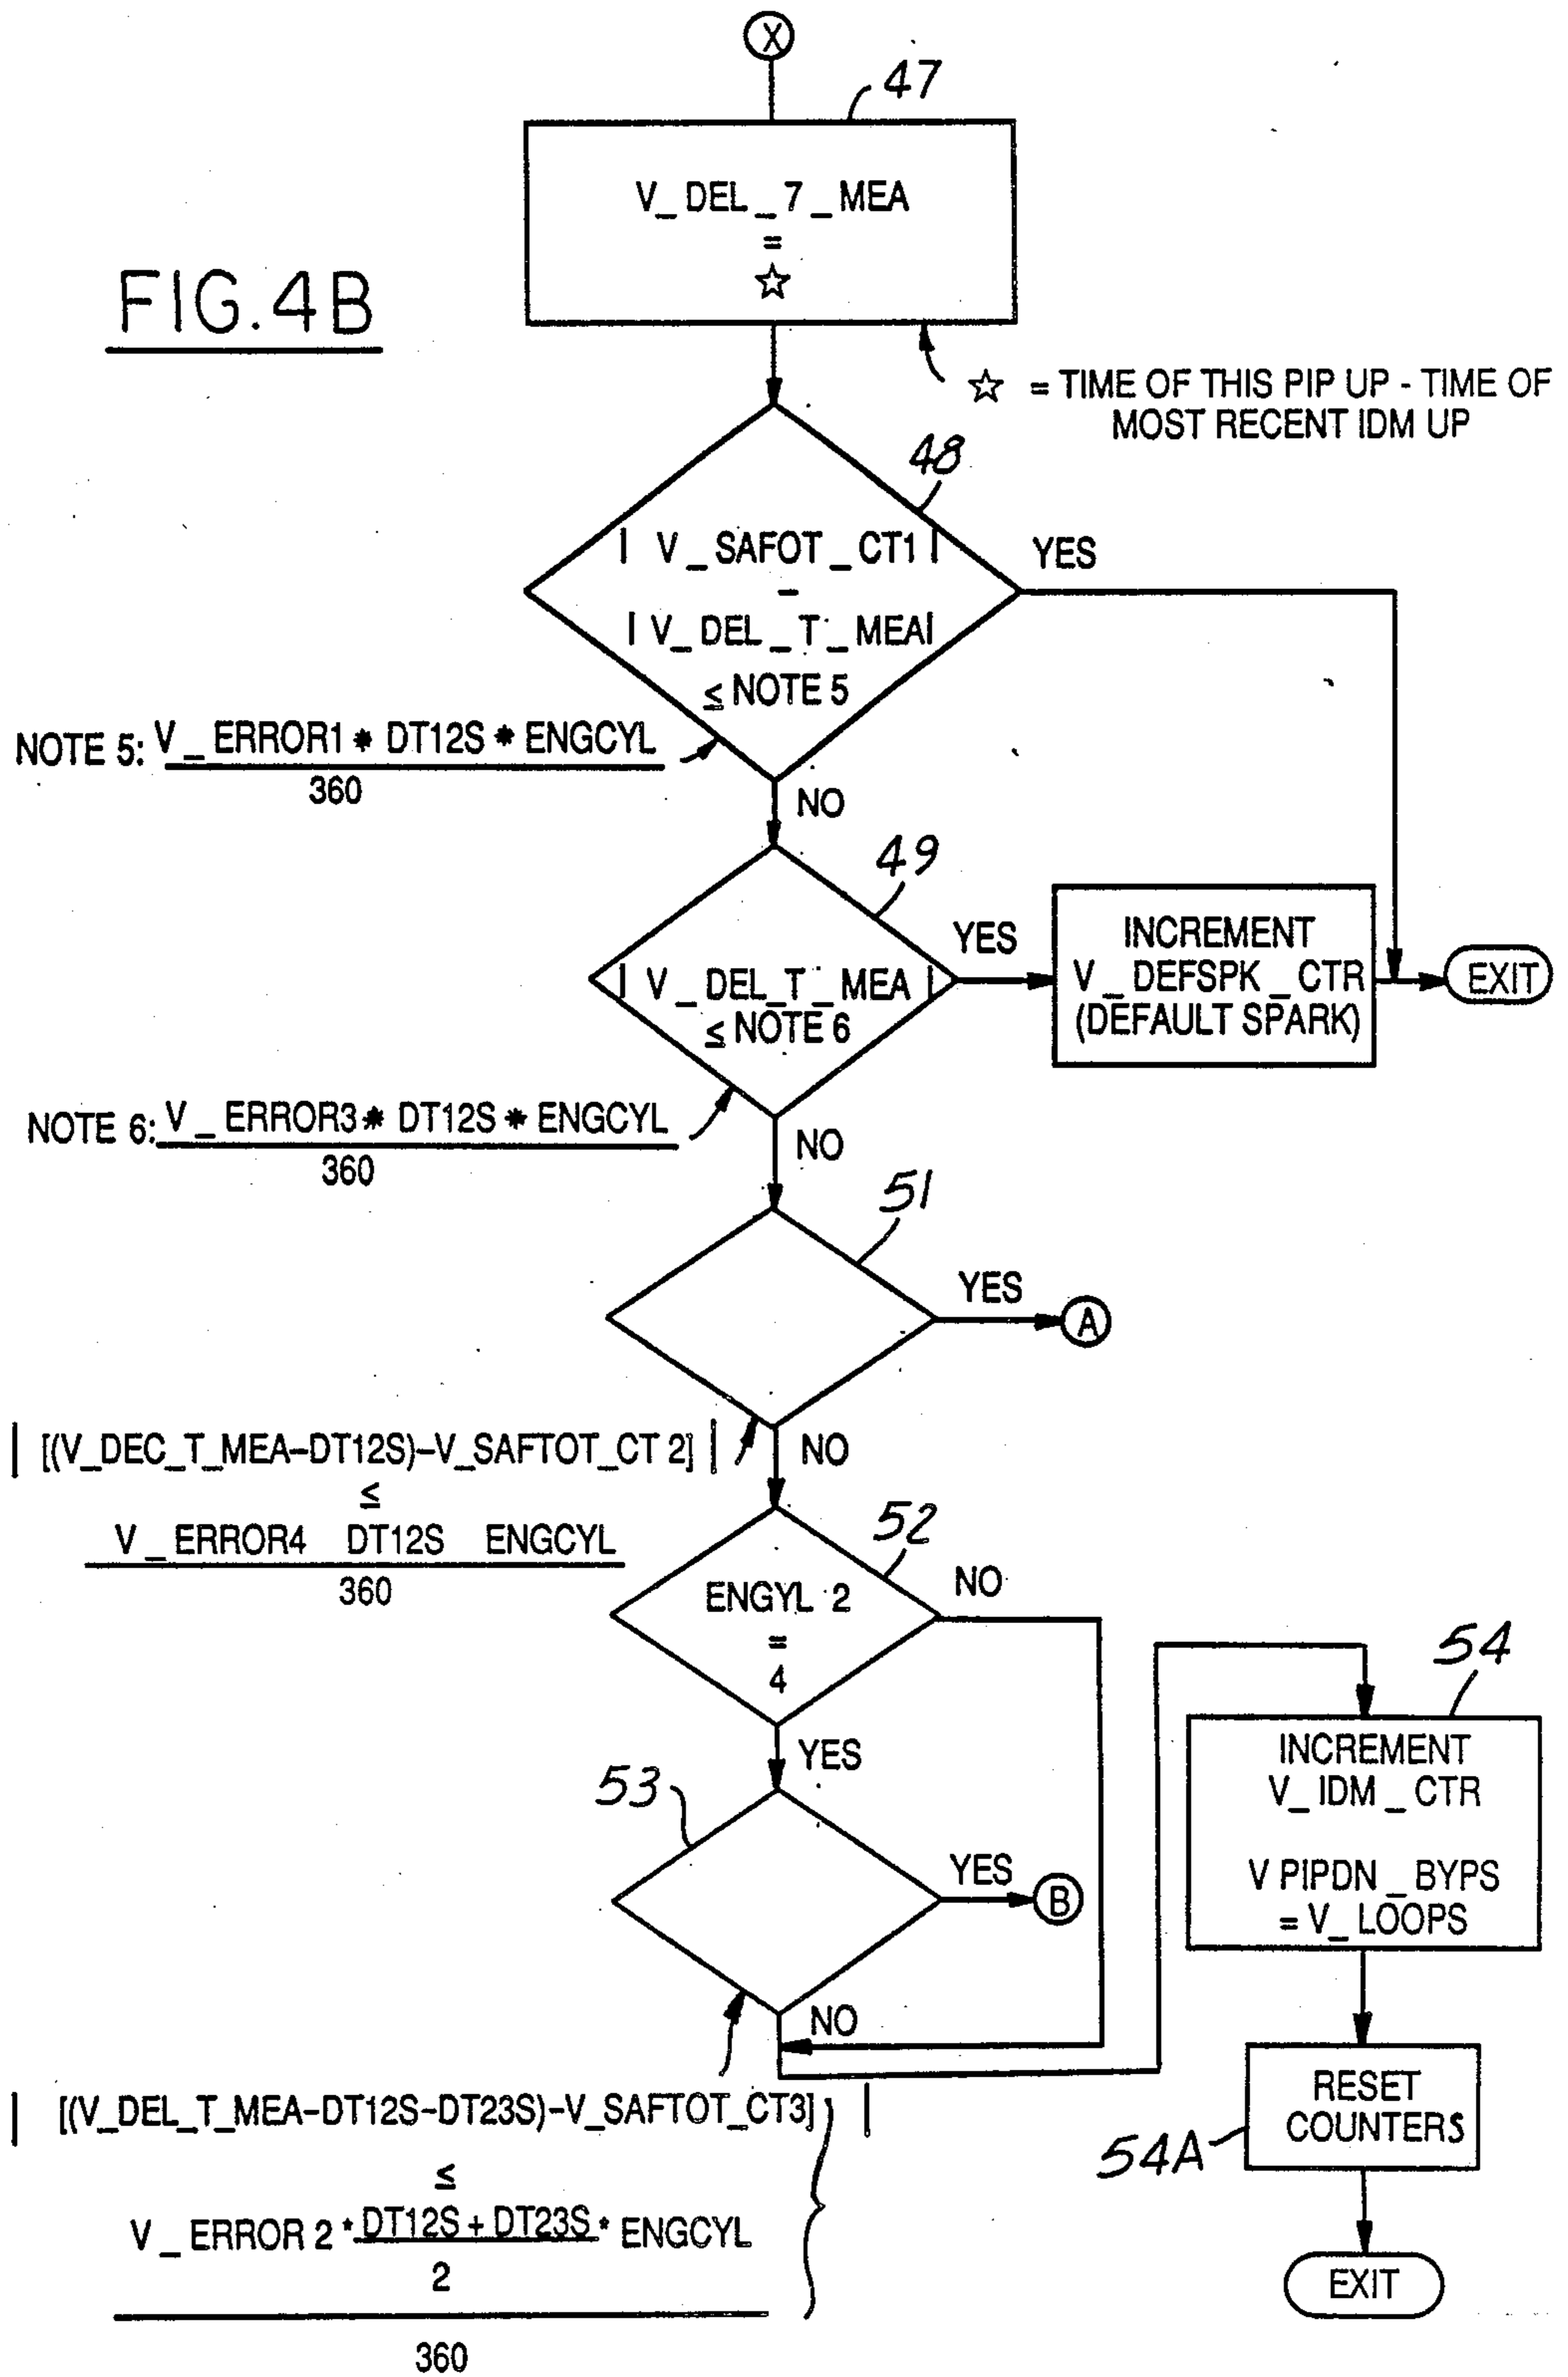 X
47
V_DEL_7_MEA
=
☆
FIG.4B
☆ = TIME OF THIS PIP UP - TIME OF
MOST RECENT IDM UP
48
| V_SAFOT_CT1 |
-
| V_DEL_T_MEA |
≤ NOTE 5
YES
NOTE 5: V_ERROR1 * DT12S * ENGCYL
360
NO
49
| V_DEL_T_MEA |
≤ NOTE 6
YES
INCREMENT
V_DEFSPK_CTR
(DEFAULT SPARK)
EXIT
NOTE 6: V_ERROR3 * DT12S * ENGCYL
360
NO
51
YES
A
| [(V_DEC_T_MEA-DT12S)-V_SAFTOT_CT 2] |
≤
V_ERROR4 DT12S ENGCYL
360
NO
52
ENGYL 2
=
4
NO
YES
53
YES
B
NO
54
INCREMENT
V_IDM_CTR
V PIPDN_BYPS
= V_LOOPS
RESET
COUNTERS
54A
EXIT
| [(V_DEL_T_MEA-DT12S-DT23S)-V_SAFTOT_CT3] |
≤
V_ERROR 2 * DT12S + DT23S * ENGCYL
2
360